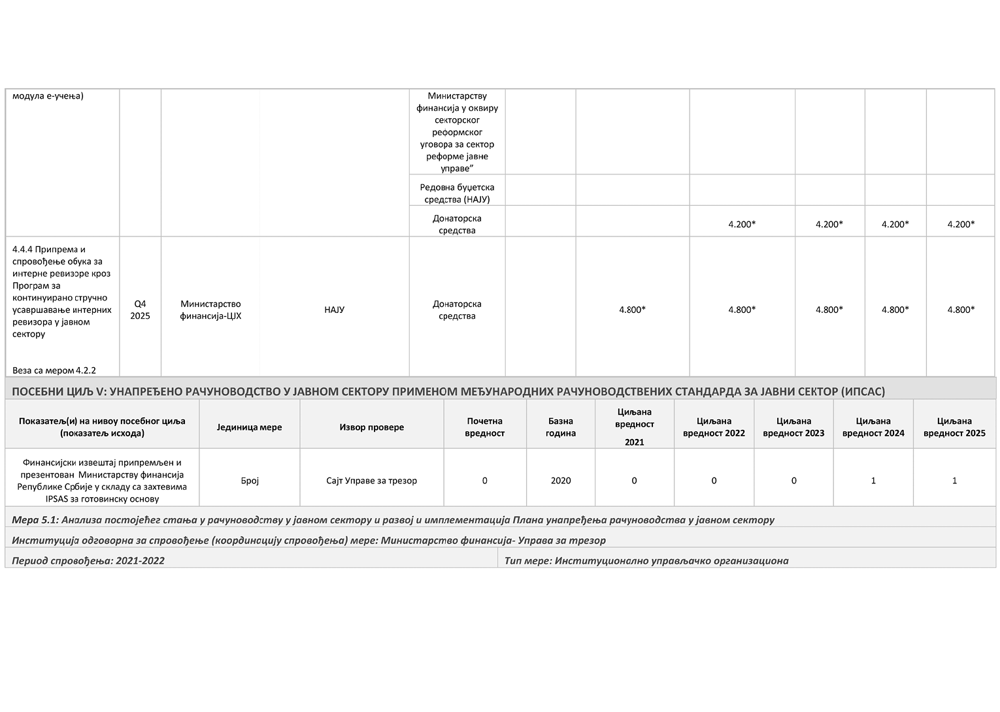 модула е-учења)
Министарству
финансија у оквиру
секторског
реформског
уговора за сектор
реформе јавне
управе”
Редовна буџетска
средства (НАЈУ)
Донаторска
средства
4.200* 4.200* 4.200* 4.200*
4.4.4 Припрема и
спровођење обука за
интерне ревизоре кроз
Програм за
континуирано стручно
усавршавање интерних
ревизора у јавном
сектору
Веза са мером 4.2.2
Q4
2025
Министарство
финансија-ЦЈХ
НАЈУ
Донаторска
средства
4.800* 4.800* 4.800* 4.800* 4.800*
ПОСЕБНИ ЦИЉ V: УНАПРЕЂЕНО РАЧУНОВОДСТВО У ЈАВНОМ СЕКТОРУ ПРИМЕНОМ МЕЂУНАРОДНИХ РАЧУНОВОДСТВЕНИХ СТАНДАРДА ЗА ЈАВНИ СЕКТОР (ИПСАС)
Показатељ(и) на нивоу посебног циља
(показатељ исхода)
Јединица мере
Извор провере
Почетна
вредност
Базна
година
Циљана
вредност
2021
Циљана
вредност 2022
Циљана
вредност 2023
Циљана
вредност 2024
Циљана
вредност 2025
Финансијски извештај припремљен и
презентован Министарству финансија
Републике Србије у складу са захтевима
IPSAS за готовинску основу
Број
Сајт Управе за трезор
0 2020 0 0 0 1 1
Мера 5.1: Анализа постојећег стања у рачуноводству у јавном сектору и развој и имплементација Плана унапређења рачуноводства у јавном сектору
Институција одговорна за спровођење (координацију спровођења) мере: Министарство финансија- Управа за трезор
Период спровођења: 2021-2022
Тип мере: Институционално управљачко организациона